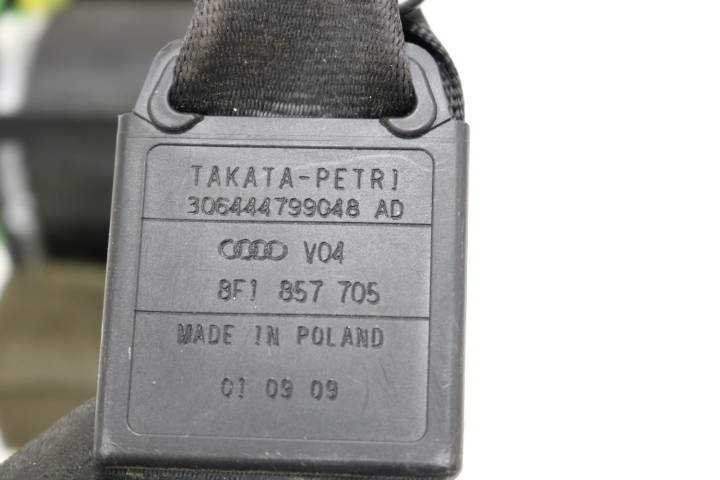 TAKATA-PETRI
306444799048 AD
V04
8F1 857 705
MADE IN POLAND
01 09 09